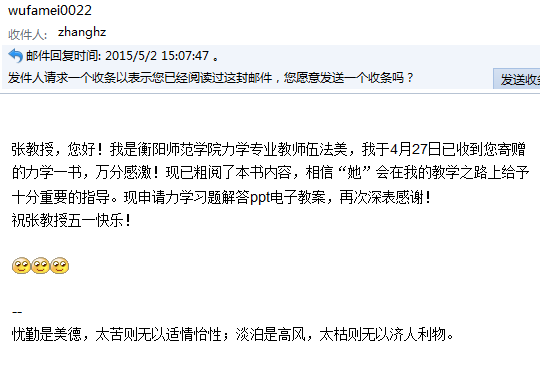 wufamei0022
收件人： zhanghz
邮件回复时间: 2015/5/2 15:07:47 。
发件人请求一个收条以表示您已经阅读过这封邮件，您愿意发送一个收条吗？ 发送收条
张教授，您好！我是衡阳师范学院力学专业教师伍法美，我于4月27日已收到您寄赠
的力学一书，万分感激！现已粗阅了本书内容，相信“她”会在我的教学之路上给予
十分重要的指导。现申请力学习题解答ppt电子教案，再次深表感谢！
祝张教授五一快乐！
--
忧勤是美德，太苦则无以适情怡性；淡泊是高风，太枯则无以济人利物。